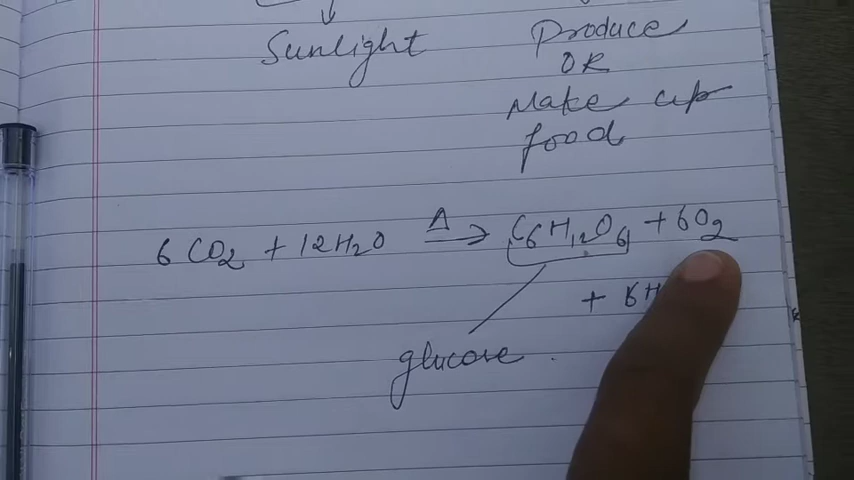 Sunlight
Produce
OR
Make up
food
6 CO2 + 12H2O Δ→ C6H12O6 + 6O2
+ 6H
glucose.